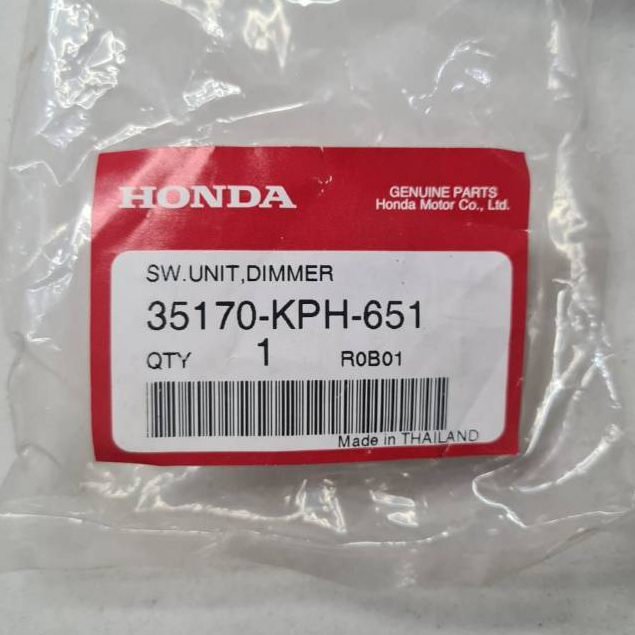 HONDA
GENUINE PARTS
Honda Motor Co., Ltd.
SW.UNIT,DIMMER
35170-KPH-651
QTY 1 R0B01
Made in THAILAND